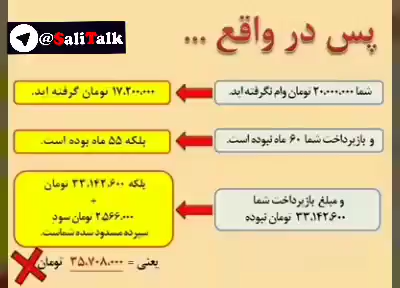 @SaliTalk
پس در واقع ...
شما ۲۰.۰۰۰.۰۰۰ تومان وام نگرفته اید.
۱۷.۲۰۰.۰۰۰ تومان گرفته اید.
و بازپرداخت شما ۶۰ ماه نبوده است.
بلکه ۵۵ ماه بوده است.
و مبلغ بازپرداخت شما
۳۳.۱۴۲.۶۰۰ تومان نبوده
بلکه ۳۳.۱۴۲.۶۰۰ تومان
+
۲.۵۶۶.۰۰۰ تومان سود
سپرده مسدود شده شماست.
یعنی = ۳۵.۷۰۸.۰۰۰ تومان